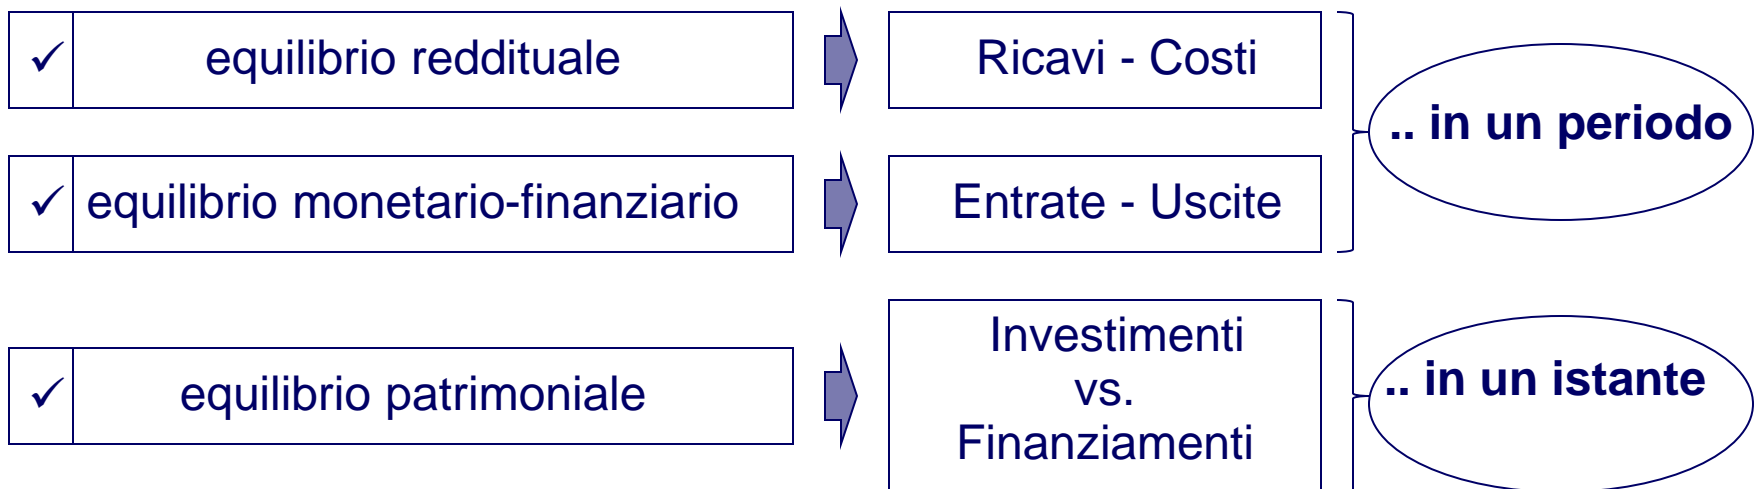 ✓ equilibrio reddituale
Ricavi - Costi
.. in un periodo
✓ equilibrio monetario-finanziario
Entrate - Uscite
✓ equilibrio patrimoniale
Investimenti
vs.
Finanziamenti
.. in un istante